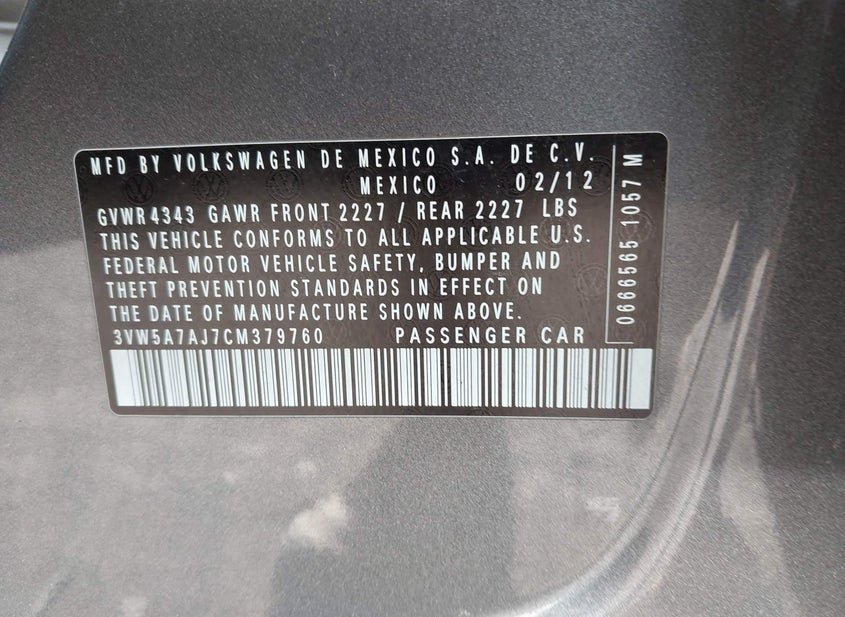 MFD BY VOLKSWAGEN DE MEXICO S.A. DE C.V.
MEXICO 02/12
GVWR 4343 GAWR FRONT 2227 / REAR 2227 LBS
THIS VEHICLE CONFORMS TO ALL APPLICABLE U.S.
FEDERAL MOTOR VEHICLE SAFETY, BUMPER AND
THEFT PREVENTION STANDARDS IN EFFECT ON
THE DATE OF MANUFACTURE SHOWN ABOVE.
3VW5A7AJ7CM379760 PASSENGER CAR
0666565 1057 M